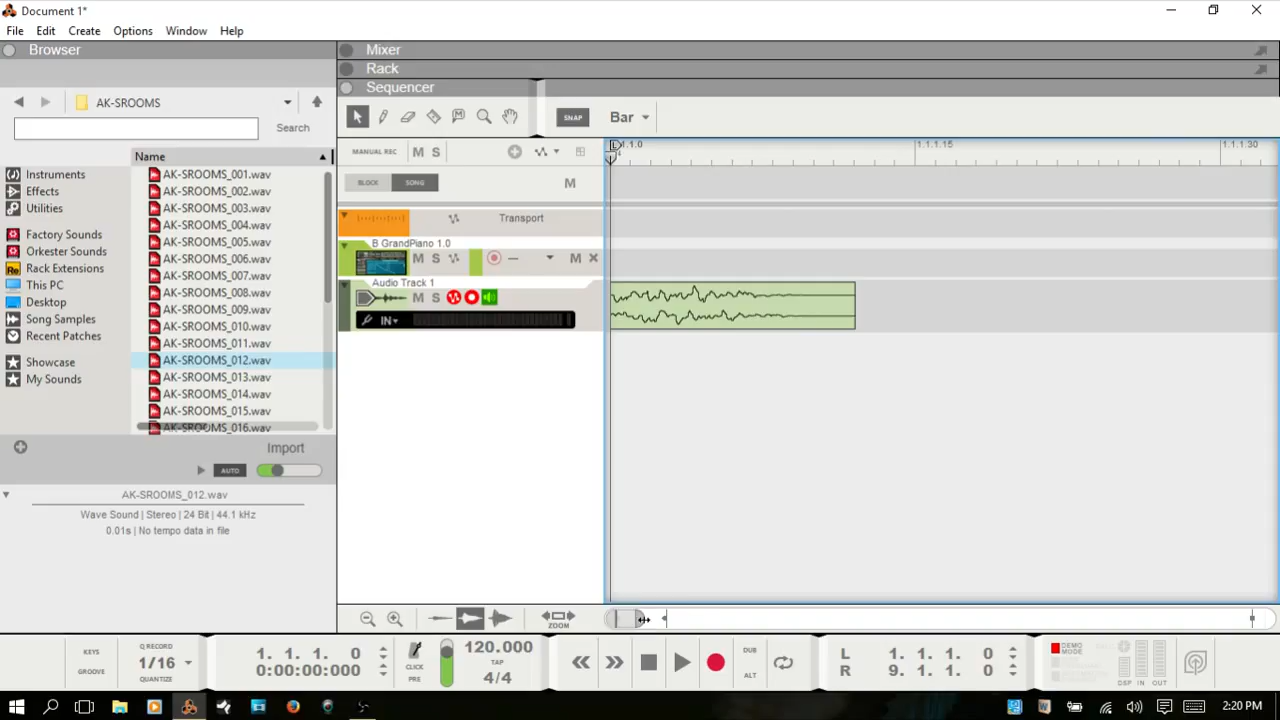 Document 1*
File Edit Create Options Window Help
Browser
Mixer
Rack
Sequencer
AK-SROOMS
Search
SNAP
Bar
Name
Instruments
Effects
Utilities
Factory Sounds
Orkester Sounds
Rack Extensions
This PC
Desktop
Song Samples
Recent Patches
Showcase
My Sounds
AK-SROOMS_001.wav
AK-SROOMS_002.wav
AK-SROOMS_003.wav
AK-SROOMS_004.wav
AK-SROOMS_005.wav
AK-SROOMS_006.wav
AK-SROOMS_007.wav
AK-SROOMS_008.wav
AK-SROOMS_009.wav
AK-SROOMS_010.wav
AK-SROOMS_011.wav
AK-SROOMS_012.wav
AK-SROOMS_013.wav
AK-SROOMS_014.wav
AK-SROOMS_015.wav
AK-SROOMS_016.wav
Import
AUTO
AK-SROOMS_012.wav
Wave Sound | Stereo | 24 Bit | 44.1 kHz
0.01s | No tempo data in file
MANUAL REC M S
BLOCK SONG M
L 1.1.1.15 1.1.1.30
Transport
B GrandPiano 1.0
M S M
Audio Track 1
M S
IN
ZOOM
KEYS
GROOVE
Q RECORD
1/16
QUANTIZE
1. 1. 1. 0
0:00:00:000
CLICK
PRE
120.000
TAP
4/4
DUB
ALT
L 1. 1. 1. 0
R 9. 1. 1. 0
DEMO
MODE
DSP IN OUT
2:20 PM